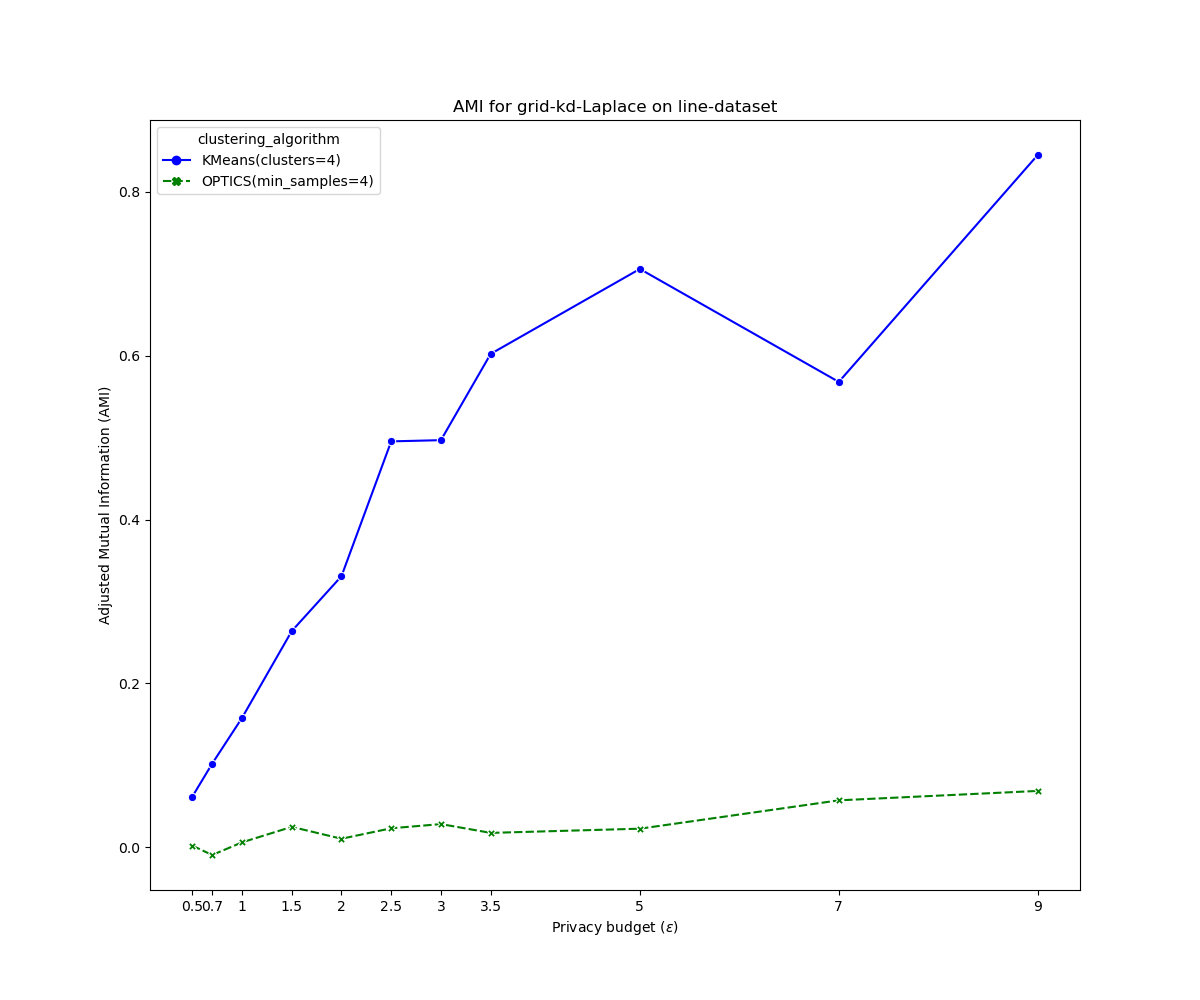 AMI for grid-kd-Laplace on line-dataset
clustering_algorithm
KMeans(clusters=4)
OPTICS(min_samples=4)
0.8
0.6
0.4
0.2
0.0
Adjusted Mutual Information (AMI)
0.5 0.7 1 1.5 2 2.5 3 3.5 5 7 9
Privacy budget (ε)